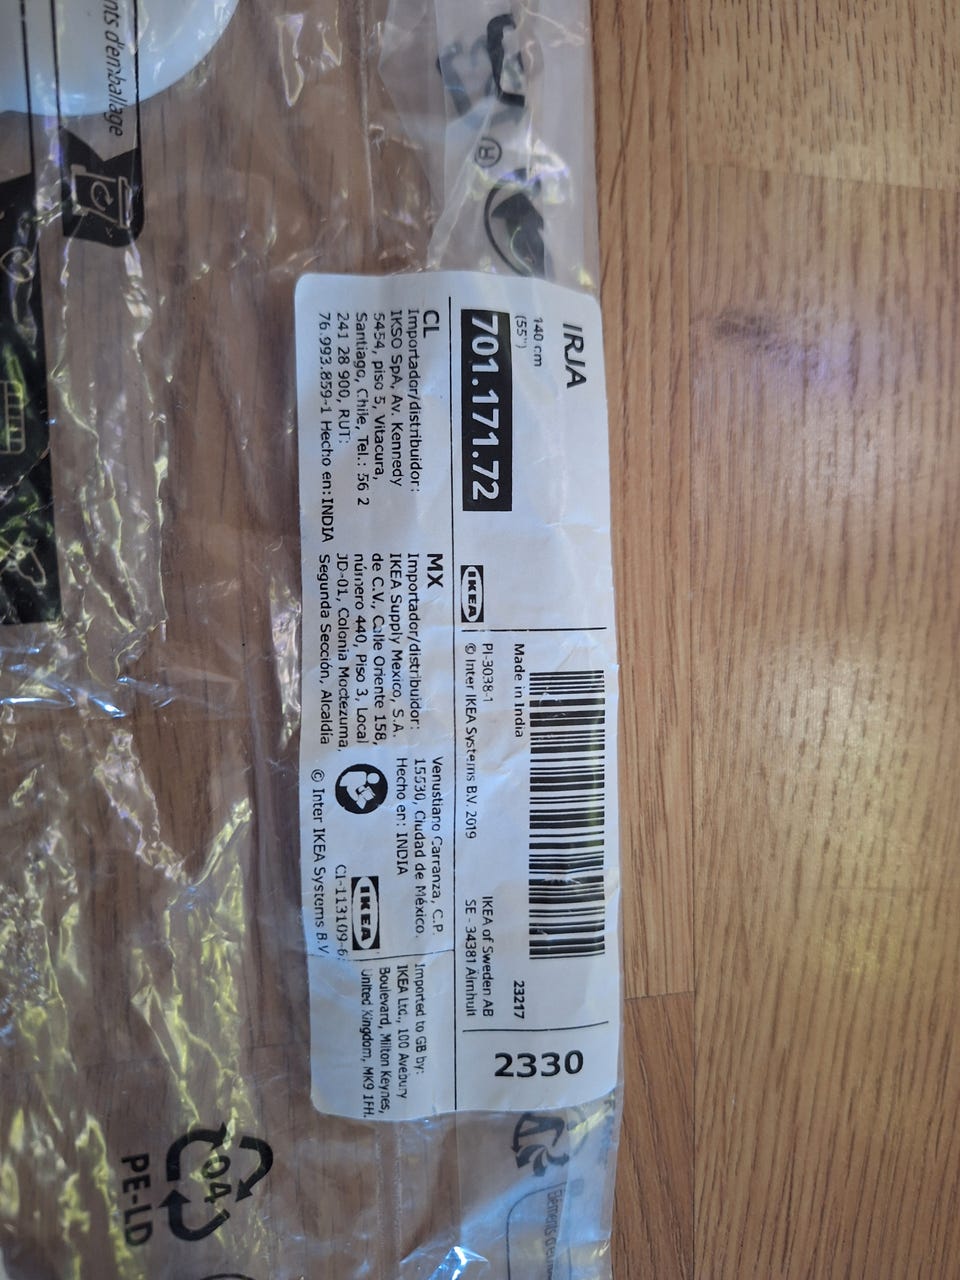 IRJA
140 cm
(55")
701.171.72
IKEA
Made in India
PI-3038-1
© Inter IKEA Systems B.V. 2019
23217
IKEA of Sweden AB
SE - 34381 Älmhult
2330
CL
Importador/distribuidor:
IKSO SpA, Av. Kennedy
5454, piso 5, Vitacura,
Santiago, Chile, Tel.: 56 2
241 28 900, RUT:
76.993.859-1 Hecho en: INDIA
MX
Importador/distribuidor:
IKEA Supply Mexico, S.A.
de C.V., Calle Oriente 158,
número 440, Piso 3, Local
JD-01, Colonia Moctezuma,
Segunda Sección, Alcaldía
Venustiano Carranza, C.P.
15530, Ciudad de México.
Hecho en: INDIA
IKEA
CI-113109-6
© Inter IKEA Systems B.V
Imported to GB by:
IKEA Ltd., 100 Avebury
Boulevard, Milton Keynes,
United Kingdom, MK9 1FH.
d'emballage
®
04
PE-LD